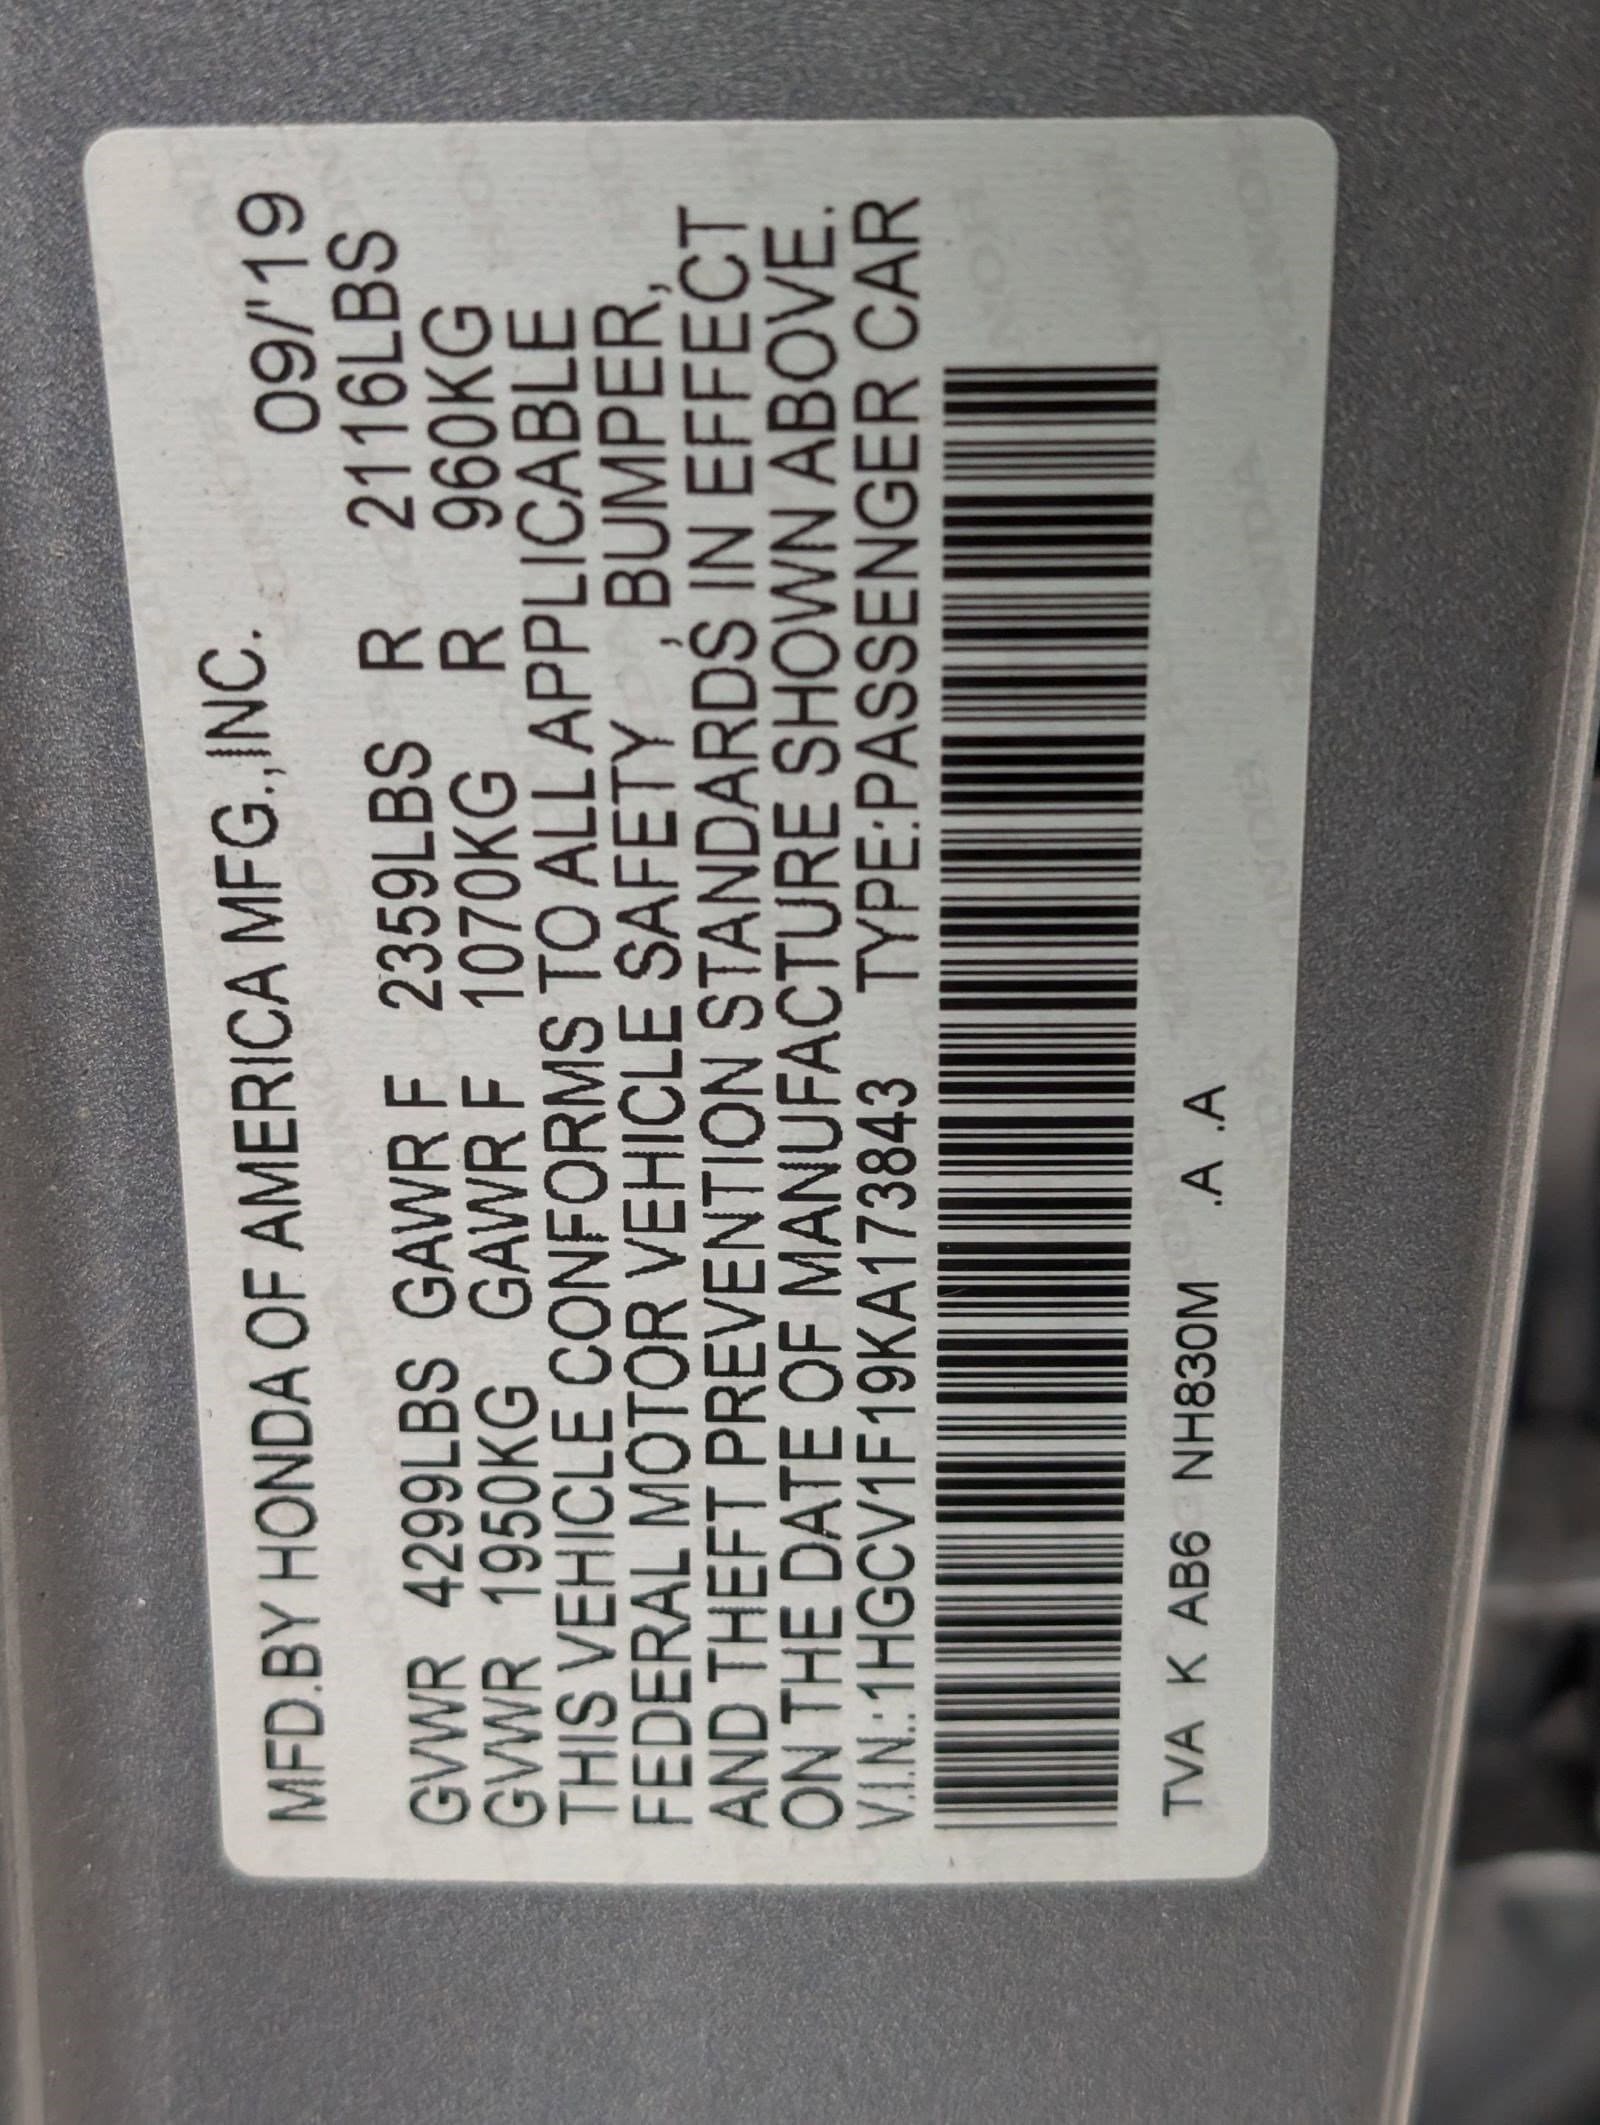 MFD.BY HONDA OF AMERICA MFG.,INC. 09/'19
GVWR 4299LBS GAWR F 2359LBS R 2116LBS
GVWR 1950KG GAWR F 1070KG R 960KG
THIS VEHICLE CONFORMS TO ALL APPLICABLE
FEDERAL MOTOR VEHICLE SAFETY , BUMPER,
AND THEFT PREVENTION STANDARDS IN EFFECT
ON THE DATE OF MANUFACTURE SHOWN ABOVE.
V.I.N.:1HGCV1F19KA173843 TYPE:PASSENGER CAR
TVA K AB6 NH830M .A .A